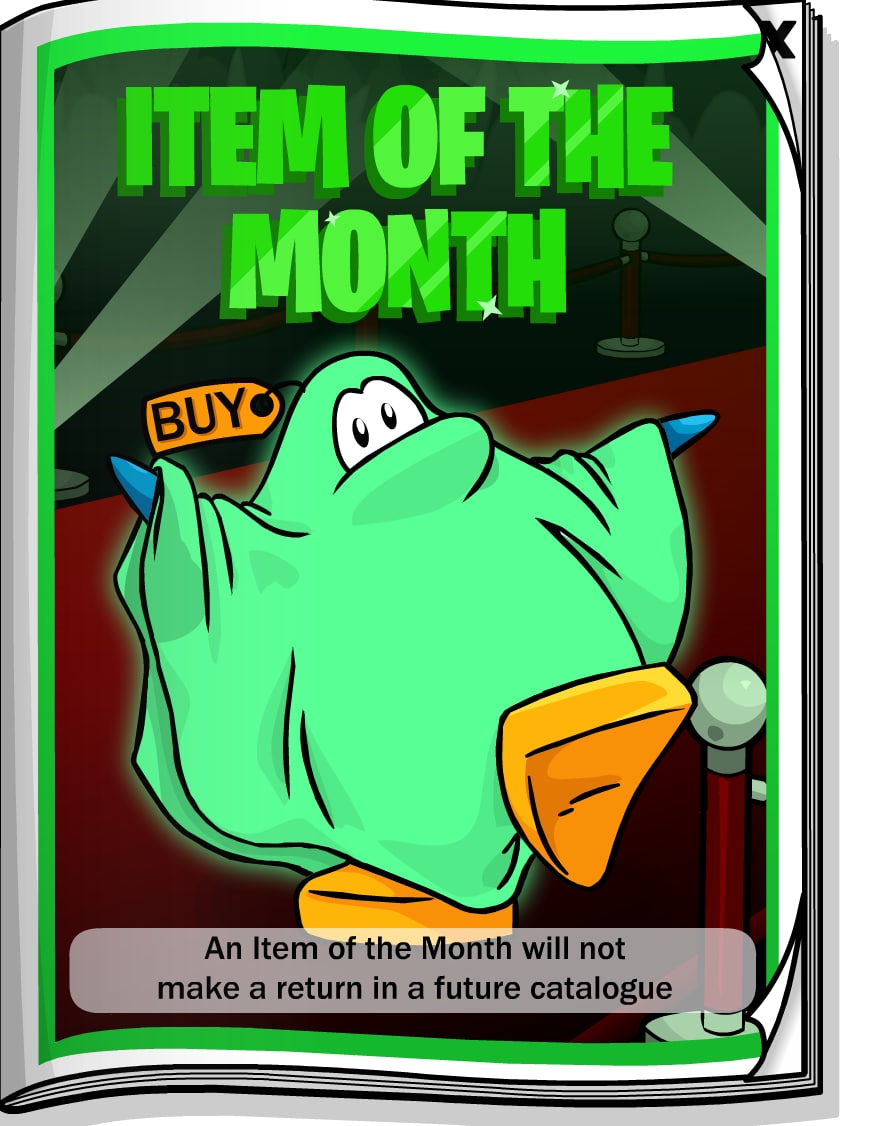 X
ITEM OF THE
MONTH
BUY
An Item of the Month will not
make a return in a future catalogue